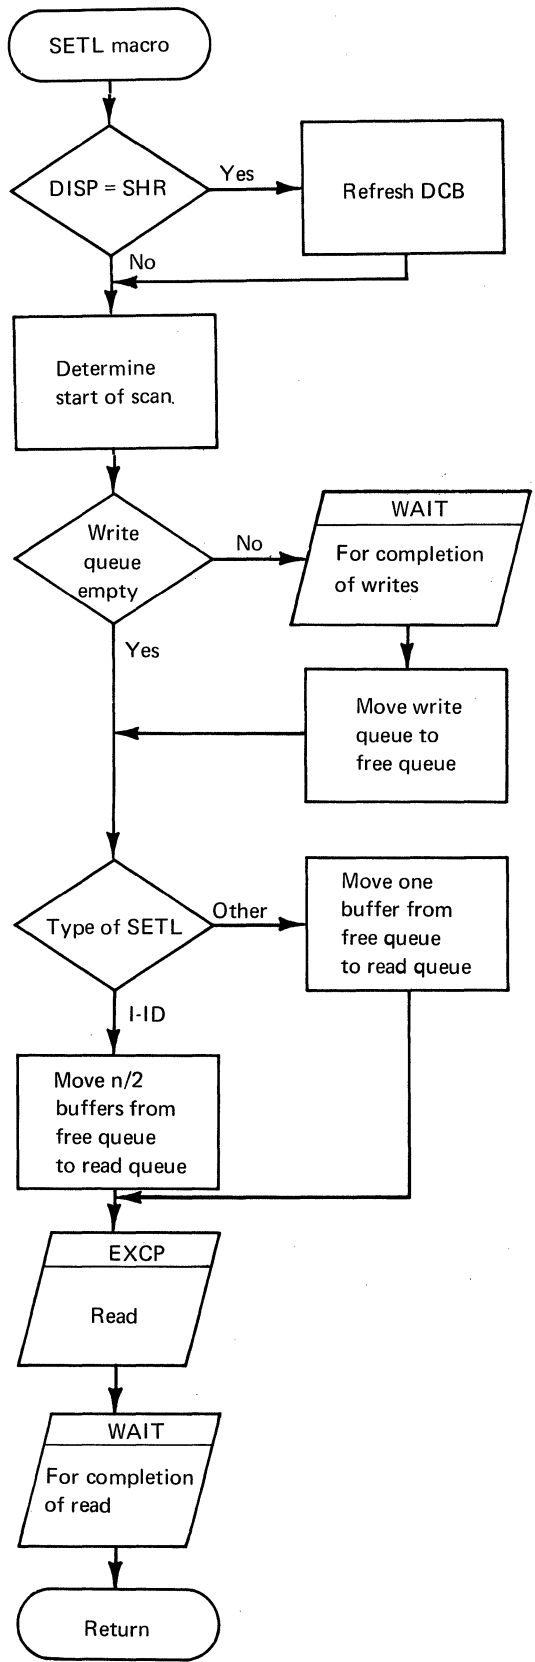 SETL macro
DISP = SHR
Yes
Refresh DCB
No
Determine
start of scan.
Write
queue
empty
No
WAIT
For completion
of writes
Yes
Move write
queue to
free queue
Type of SETL
Other
Move one
buffer from
free queue
to read queue
I-ID
Move n/2
buffers from
free queue
to read queue
EXCP
Read
WAIT
For completion
of read
Return